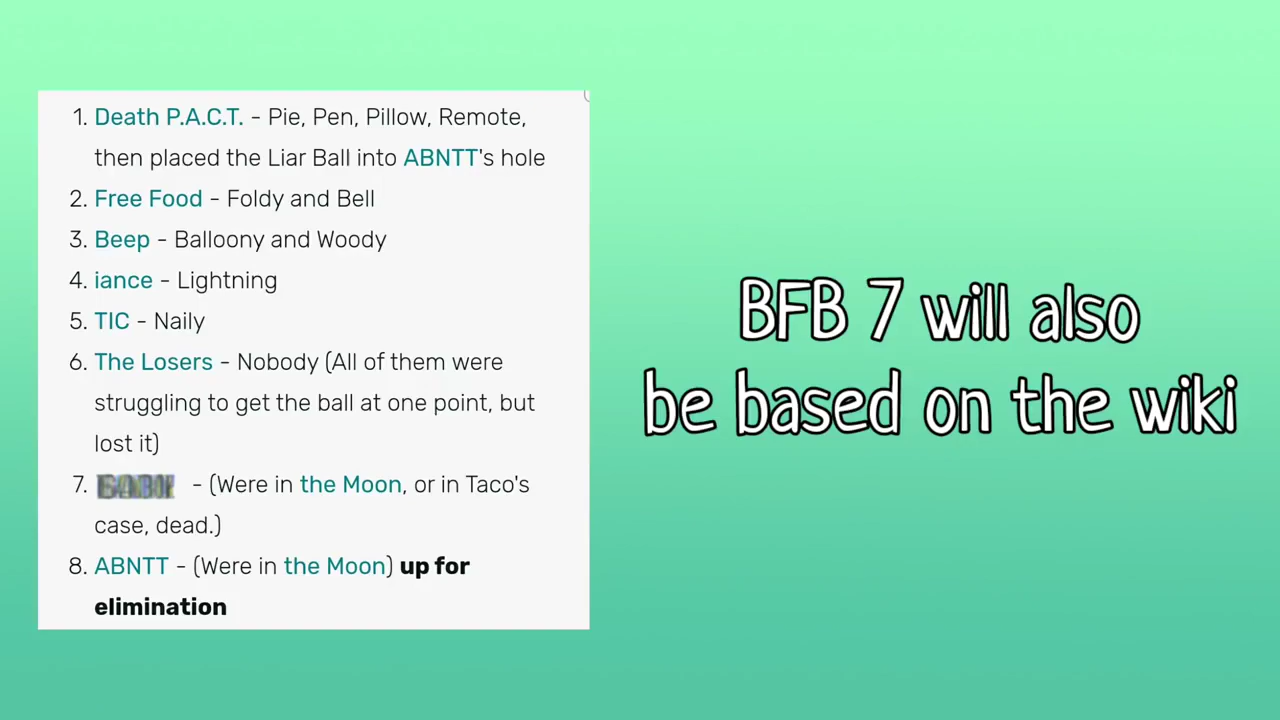 1. Death P.A.C.T. - Pie, Pen, Pillow, Remote,
then placed the Liar Ball into ABNTT's hole
2. Free Food - Foldy and Bell
3. Beep - Balloony and Woody
4. iance - Lightning
5. TIC - Naily
6. The Losers - Nobody (All of them were
struggling to get the ball at one point, but
lost it)
7. - (Were in the Moon, or in Taco's
case, dead.)
8. ABNTT - (Were in the Moon) up for
elimination
BFB 7 will also
be based on the wiki